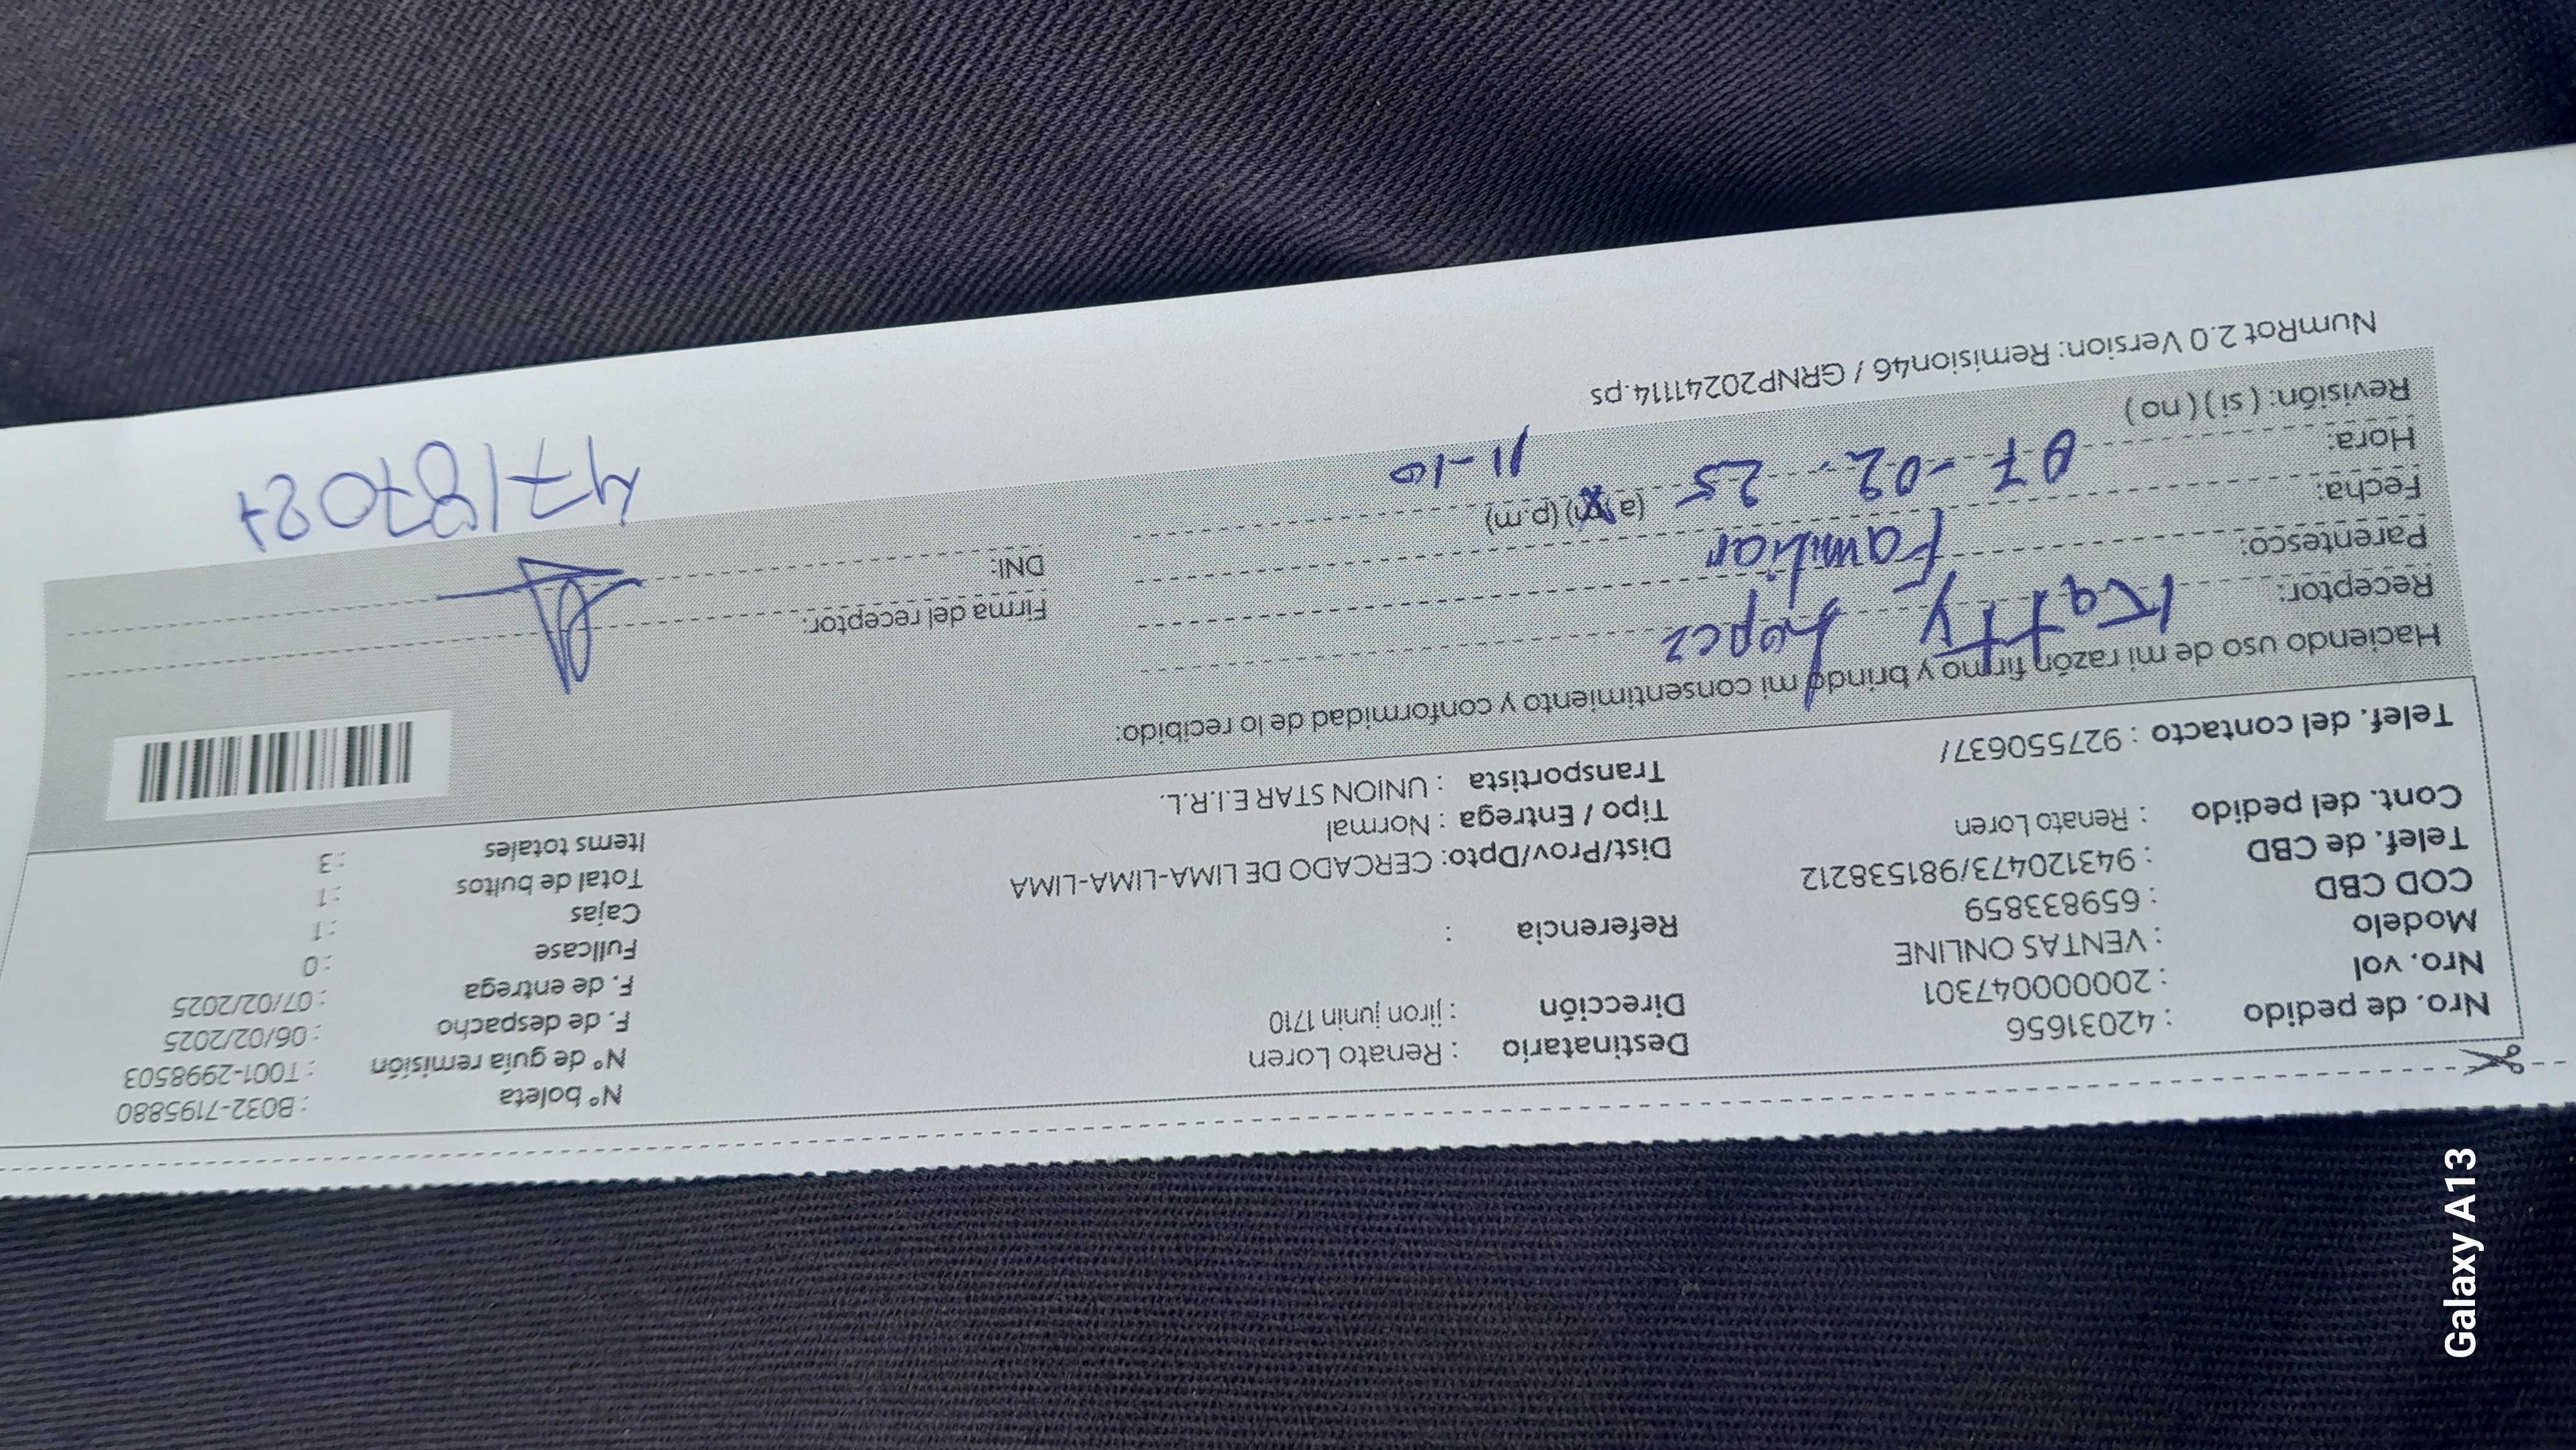 Nro. de pedido : 42031656
Nro. vol : 20000047301
Modelo : VENTAS ONLINE
COD CBD : 659833859
Telef. de CBD : 943120473/981538212
Cont. del pedido : Renato Loren
Telef. del contacto : 927550637/
Destinatario : Renato Loren
Dirección : jiron junin 1710
Referencia :
Dist/Prov/Dpto: CERCADO DE LIMA-LIMA-LIMA
Tipo / Entrega : Normal
Transportista : UNION STAR E.I.R.L.
N° boleta : B032-7195880
N° de guía remisión : T001-2998503
F. de despacho : 06/02/2025
F. de entrega : 07/02/2025
Fullcase : 0
Cajas : 1
Total de bultos : 1
Items totales : 3
Haciendo uso de mi razón firmo y brindo mi consentimiento y conformidad de lo recibido:
Receptor: Katty Lopez
Parentesco: Familiar
Fecha: 07-02-25
Hora: 11-10 (a.m) (p.m)
Revisión: ( si ) ( no )
Firma del receptor:
DNI:
NumRot 2.0 Version: Remision46 / GRNP20241114.ps
Galaxy A13